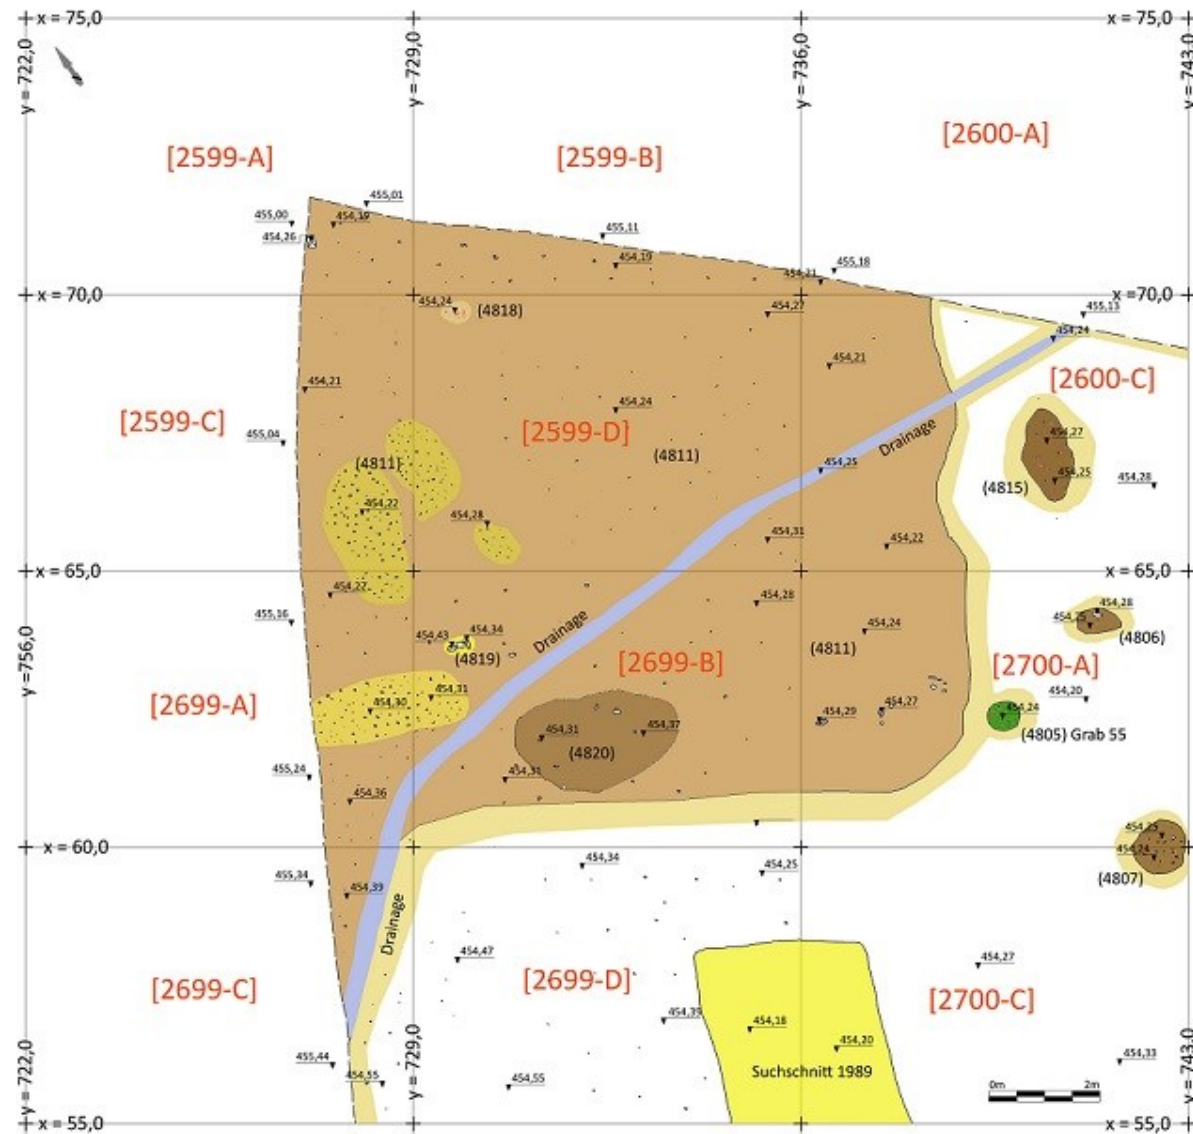 x = 75,0
x = 75,0
y = 722,0
y = 729,0
y = 736,0
y = 743,0
[2600-A]
[2599-A]
[2599-B]
455,01
455,00
454,19
454,26
455,11
454,19
455,18
454,21
x = 70,0
x =70,0
454,24
(4818)
454,27
455,13
454,24
454,21
[2600-C]
454,21
454,24
[2599-C]
[2599-D]
Drainage
454,27
455,04
(4811)
(4811)
454,25
454,25
454,28
(4815)
454,22
454,28
454,31
454,22
x = 65,0
x = 65,0
454,27
454,28
454,28
455,16
454,25
454,43
454,34
Drainage
454,24
(4806)
y =756,0
(4819)
[2699-B]
(4811)
[2700-A]
454,31
454,20
[2699-A]
454,30
454,29
454,27
454,24
(4805) Grab 55
454,31
454,37
(4820)
455,24
454,31
454,36
454,25
x = 60,0
x = 60,0
454,34
454,25
454,24
455,34
454,39
(4807)
Drainage
454,47
454,27
[2699-C]
[2699-D]
[2700-C]
454,39
454,18
454,20
455,44
454,33
454,55
454,55
Suchschnitt 1989
0m
2m
y = 722,0
y = 729,0
y = 743,0
x = 55,0
x = 55,0